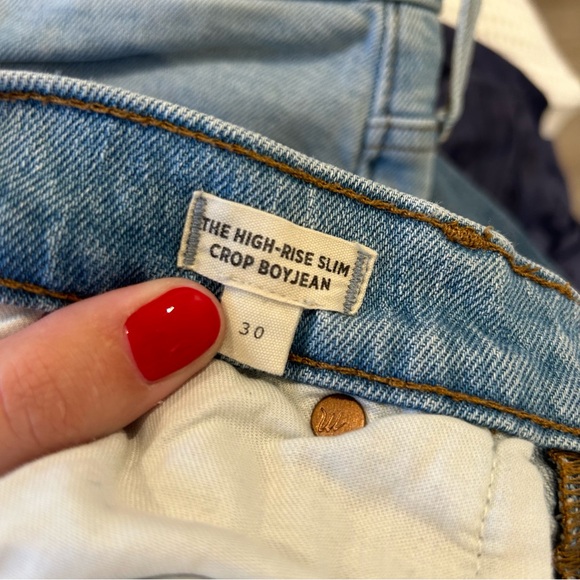 THE HIGH-RISE SLIM
CROP BOYJEAN
30
m